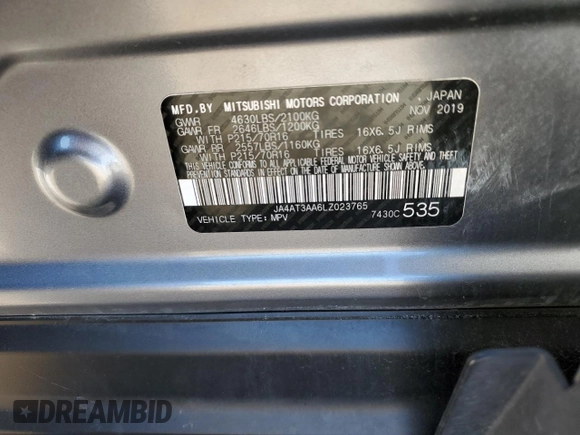 MFD.BY MITSUBISHI MOTORS CORPORATION . JAPAN
GVWR 4630LBS/2100KG NOV 2019
GAWR FR 2646LBS/1200KG
WITH P215/70R16 TIRES 16X6.5J RIMS
GAWR RR 2557LBS/1160KG
WITH P215/70R16 TIRES 16X6.5J RIMS
THIS VEHICLE CONFORMS TO ALL APPLICABLE FEDERAL MOTOR VEHICLE SAFETY AND THEFT
PREVENTION STANDARDS IN EFFECT ON THE DATE OF MANUFACTURE SHOWN ABOVE.
JA4AT3AA6LZ023765
VEHICLE TYPE:MPV 7430C 535
DREAMBID